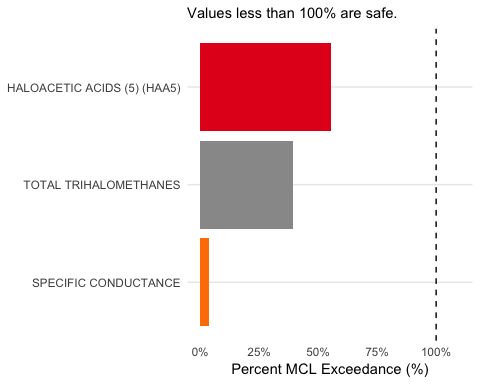 Values less than 100% are safe.
HALOACETIC ACIDS (5) (HAA5)
TOTAL TRIHALOMETHANES
SPECIFIC CONDUCTANCE
0% 25% 50% 75% 100%
Percent MCL Exceedance (%)